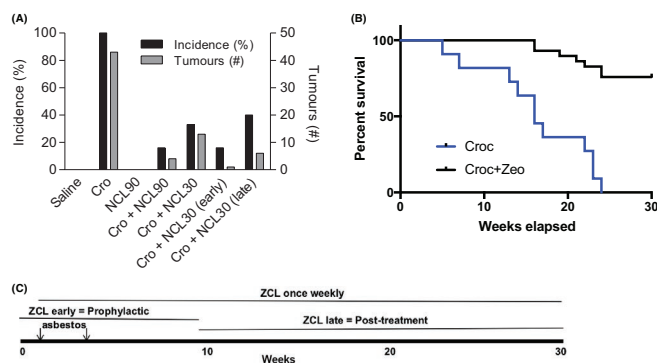 (A)
Incidence (%)
Tumours (#)
100
80
60
40
20
0
Incidence (%)
50
40
30
20
10
0
Tumours (#)
Saline
Cro
NCL90
Cro + NCL90
Cro + NCL30
Cro + NCL30 (early)
Cro + NCL30 (late)
(B)
100
50
0
Percent survival
Croc
Croc+Zeo
0 10 20 30
Weeks elapsed
(C)
ZCL once weekly
ZCL early = Prophylactic
asbestos
ZCL late = Post-treatment
0 10 20 30
Weeks